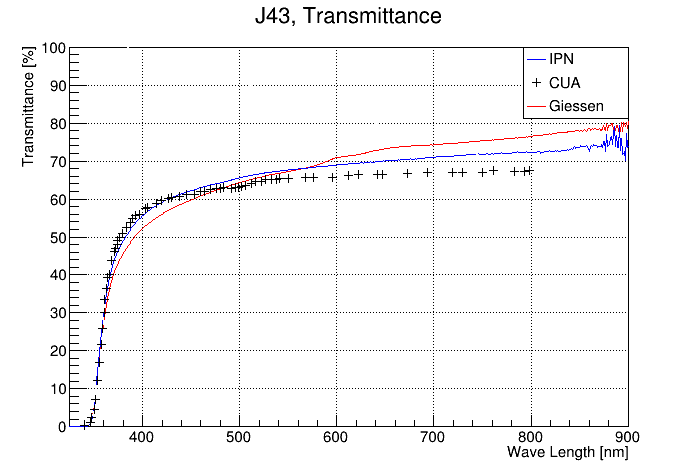 J43, Transmittance
Transmittance [%]
100
90
80
70
60
50
40
30
20
10
0
IPN
CUA
Giessen
400 500 600 700 800 900
Wave Length [nm]